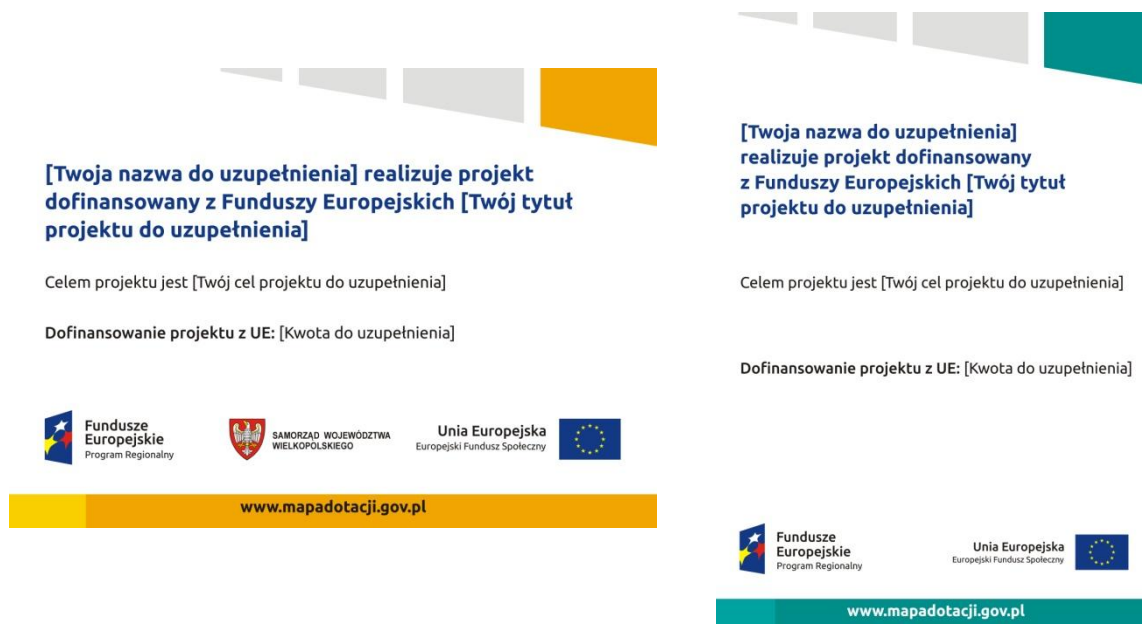 [Twoja nazwa do uzupełnienia] realizuje projekt
dofinansowany z Funduszy Europejskich [Twój tytuł
projektu do uzupełnienia]
Celem projektu jest [Twój cel projektu do uzupełnienia]
Dofinansowanie projektu z UE: [Kwota do uzupełnienia]
Fundusze
Europejskie
Program Regionalny
SAMORZĄD WOJEWÓDZTWA
WIELKOPOLSKIEGO
Unia Europejska
Europejski Fundusz Społeczny
www.mapadotacji.gov.pl
[Twoja nazwa do uzupełnienia]
realizuje projekt dofinansowany
z Funduszy Europejskich [Twój tytuł
projektu do uzupełnienia]
Celem projektu jest [Twój cel projektu do uzupełnienia]
Dofinansowanie projektu z UE: [Kwota do uzupełnienia]
Fundusze
Europejskie
Program Regionalny
Unia Europejska
Europejski Fundusz Społeczny
www.mapadotacji.gov.pl